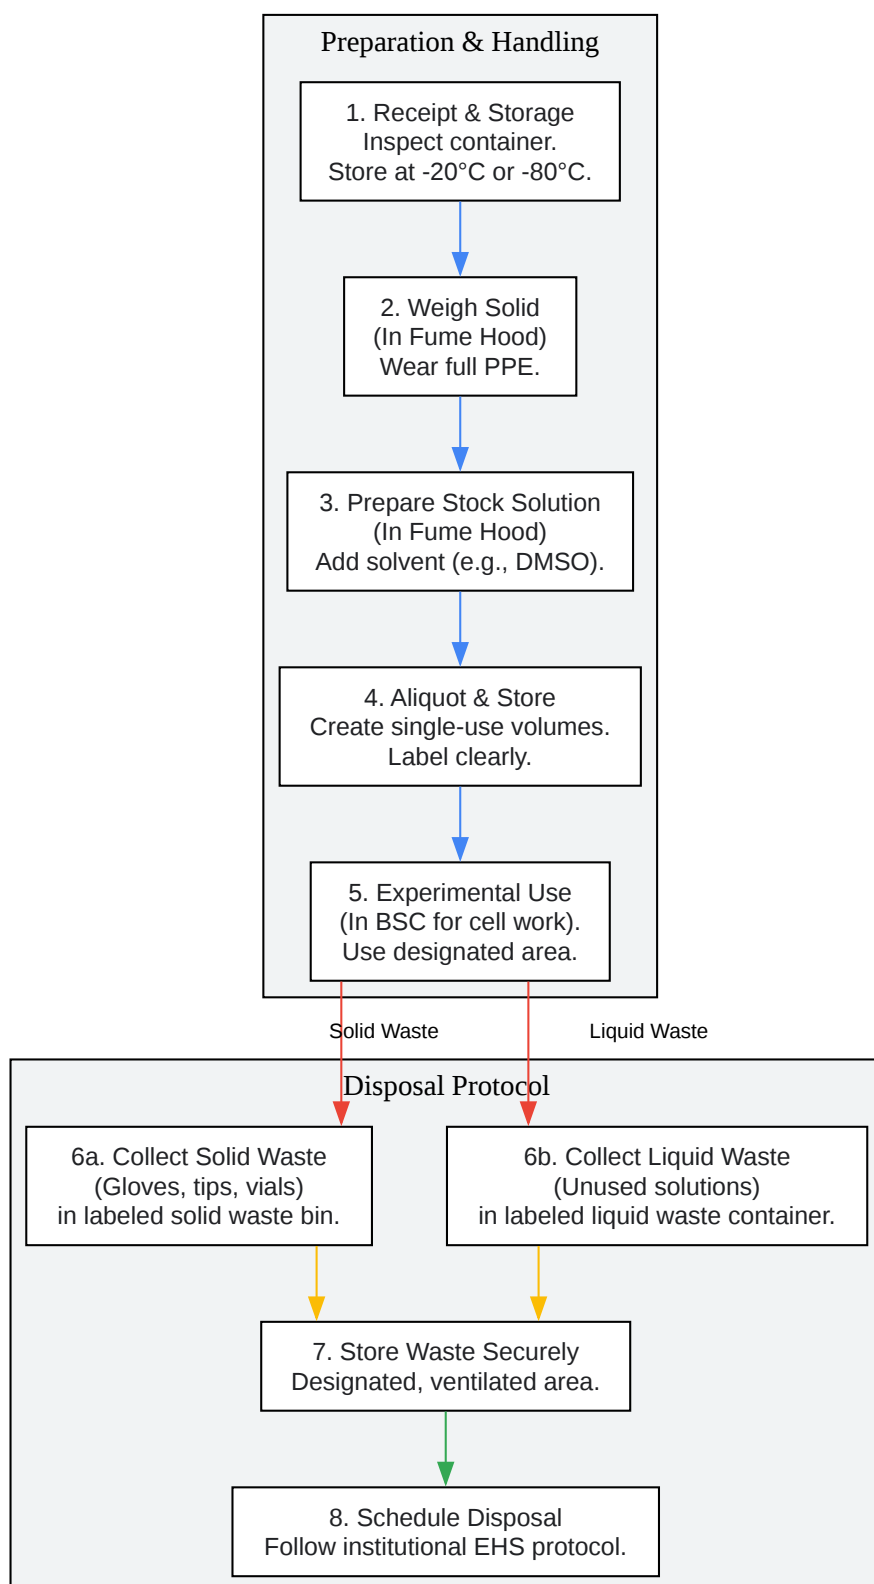 Preparation & Handling
1. Receipt & Storage
Inspect container.
Store at -20°C or -80°C.
2. Weigh Solid
(In Fume Hood)
Wear full PPE.
3. Prepare Stock Solution
(In Fume Hood)
Add solvent (e.g., DMSO).
4. Aliquot & Store
Create single-use volumes.
Label clearly.
5. Experimental Use
(In BSC for cell work).
Use designated area.
Solid Waste
Liquid Waste
Disposal Protocol
6a. Collect Solid Waste
(Gloves, tips, vials)
in labeled solid waste bin.
6b. Collect Liquid Waste
(Unused solutions)
in labeled liquid waste container.
7. Store Waste Securely
Designated, ventilated area.
8. Schedule Disposal
Follow institutional EHS protocol.